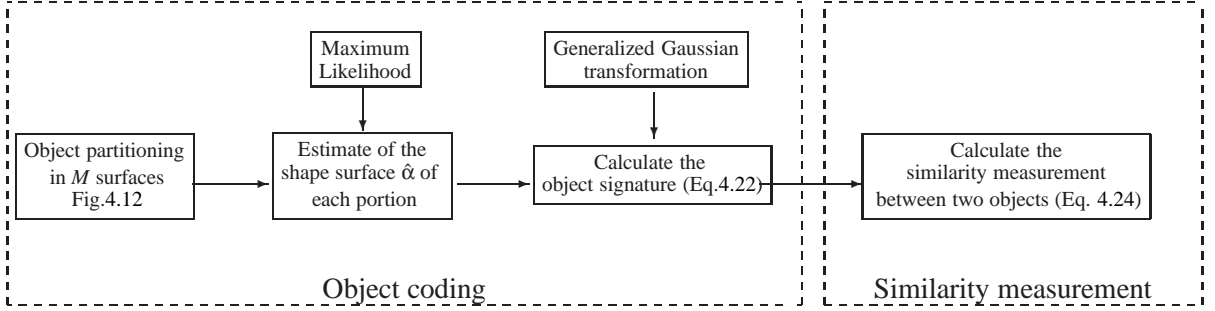 Maximum
Likelihood
Generalized Gaussian
transformation
Object partitioning
in M surfaces
Fig.4.12
Estimate of the
shape surface α̂ of
each portion
Calculate the
object signature (Eq.4.22)
Calculate the
similarity measurement
between two objects (Eq. 4.24)
Object coding
Similarity measurement